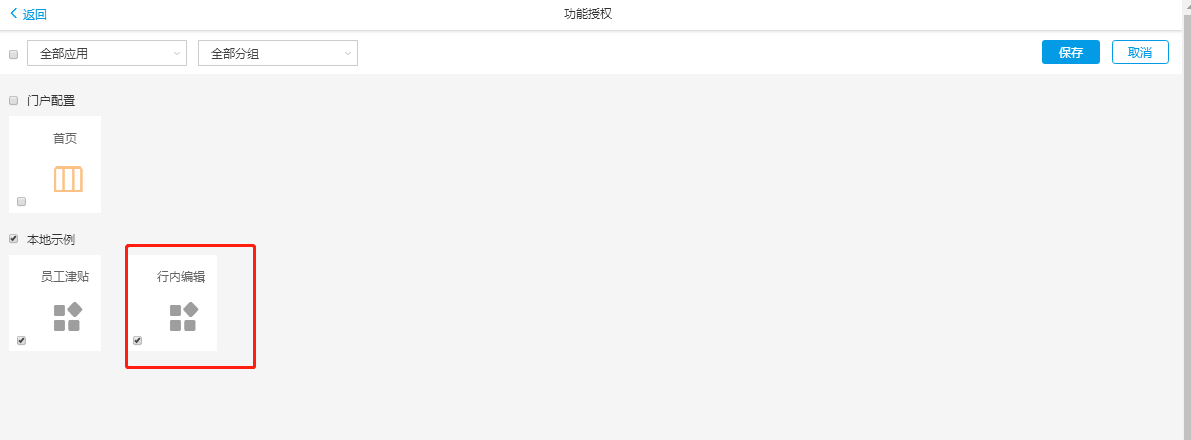 返回
功能授权
全部应用
全部分组
保存
取消
门户配置
首页
本地示例
员工津贴
行内编辑